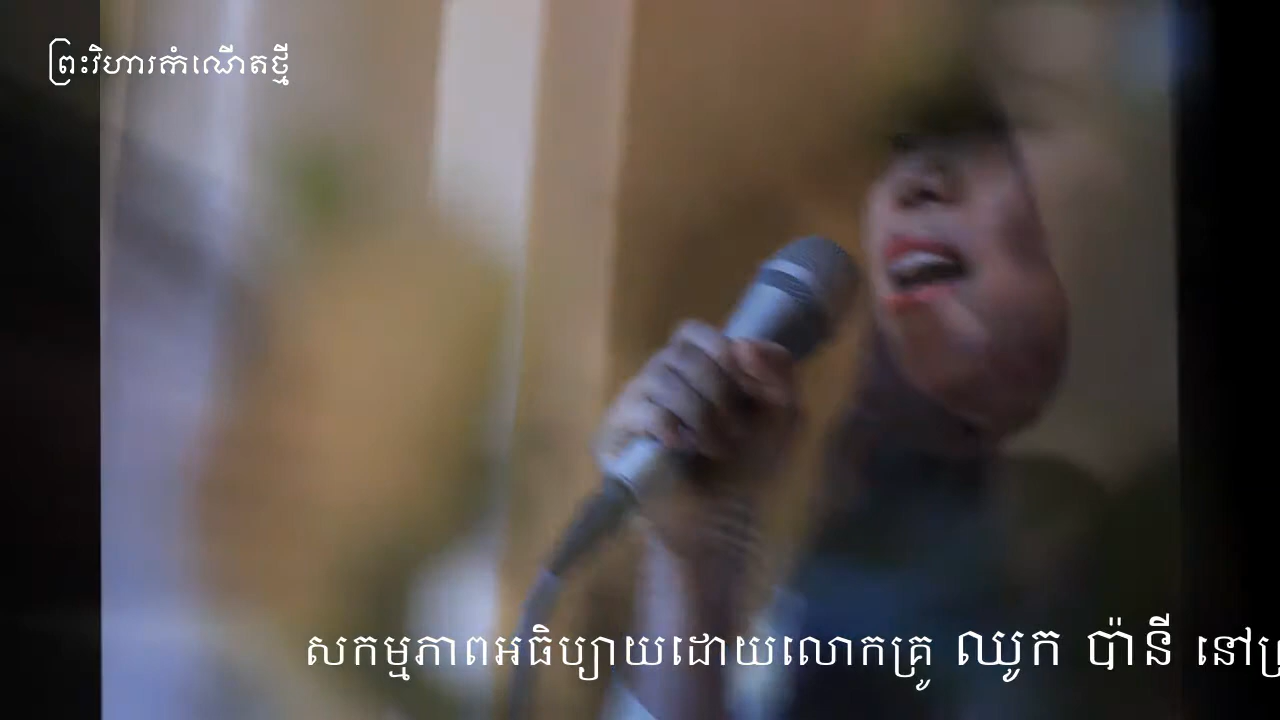 ព្រះវិហារកំណើតថ្មី
សកម្មភាពអធិប្បាយដោយលោកគ្រូ ឈូក ប៉ានី នៅ